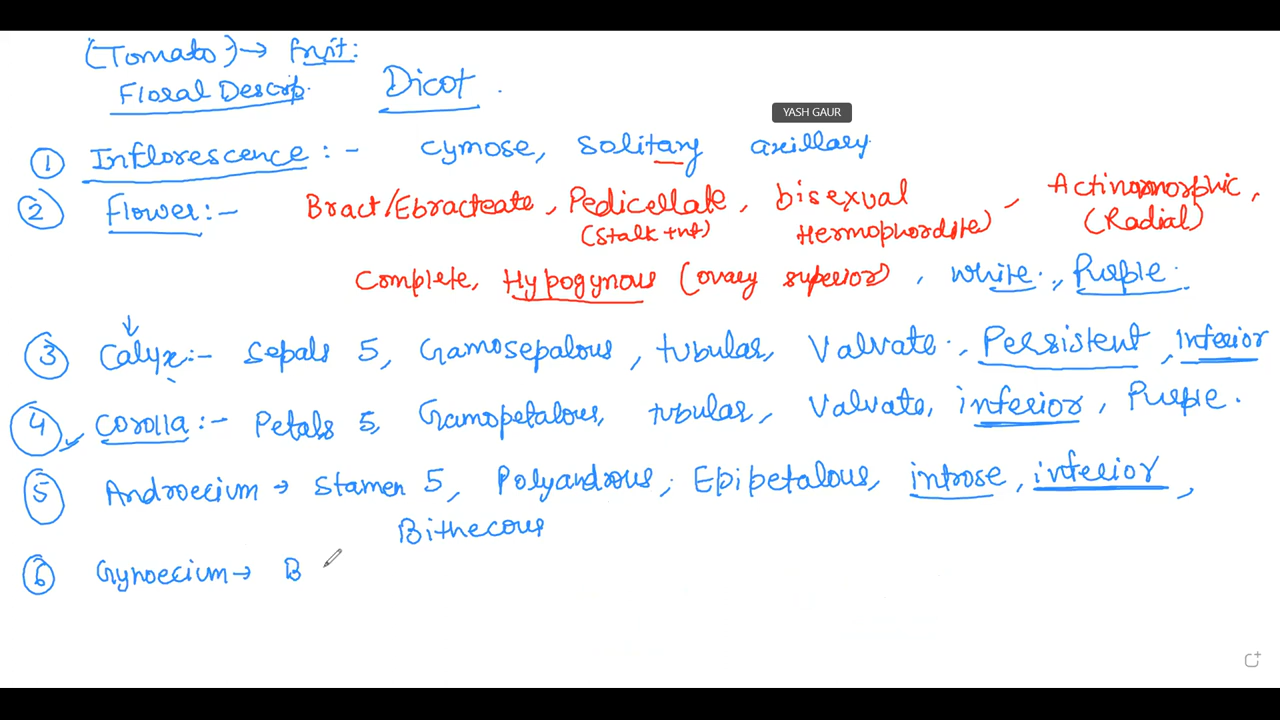 (Tomato) → fruit:
Floral Descrip. Dicot.
YASH GAUR
① Inflorescence :- cymose, solitary axillary.
② Flower:- Bract/Ebracteate, Pedicellate, bisexual, Actinomorphic,
(Stalk +nt) Hermophordite) (Radial)
Complete, Hypogynous (ovary superior), white., Purple.
③ Calyx:- Sepals 5, Gamosepalous, tubular, Valvate., Persistent, inferior
④ Corolla:- Petals 5, Gamopetalous, tubular, Valvate, inferior, Purple.
⑤ Androecium → Stamen 5, Polyandrous, Epipetalous, introse, inferior,
Bithecous
⑥ Gynoecium → B